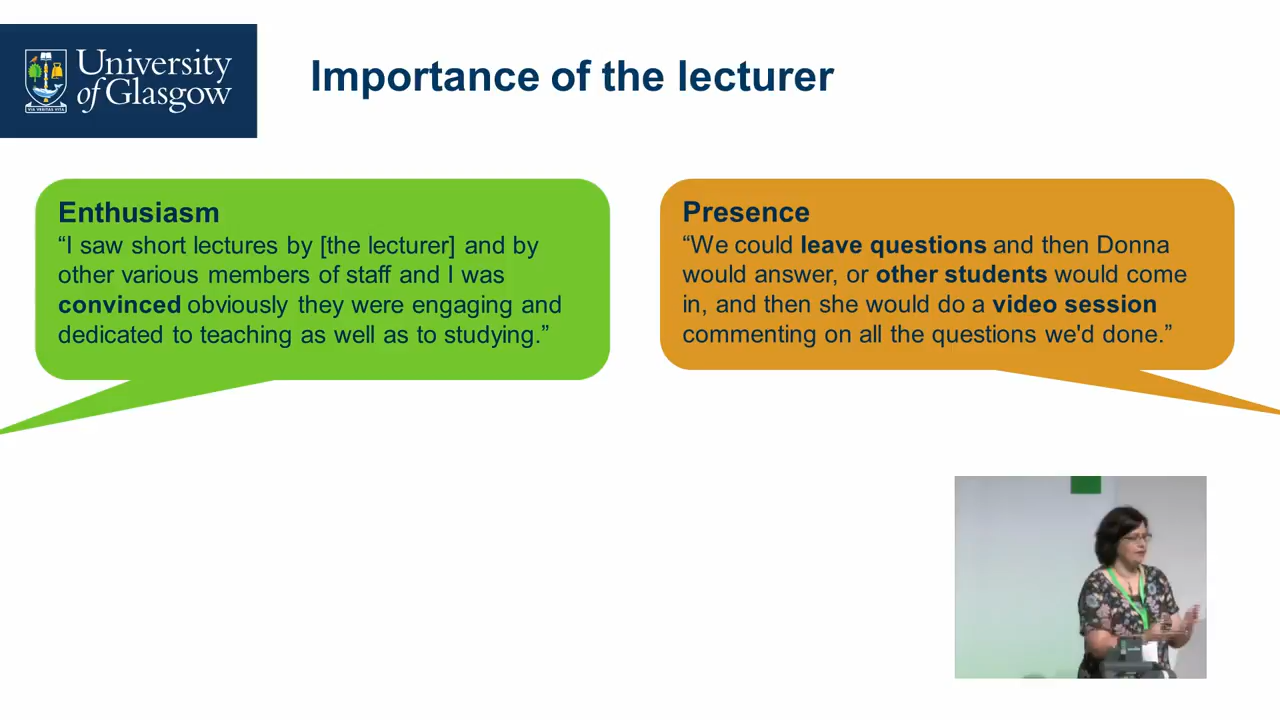 University
of Glasgow
VIA VERITAS VITA
Importance of the lecturer
Enthusiasm
“I saw short lectures by [the lecturer] and by
other various members of staff and I was
convinced obviously they were engaging and
dedicated to teaching as well as to studying.”
Presence
“We could leave questions and then Donna
would answer, or other students would come
in, and then she would do a video session
commenting on all the questions we'd done.”